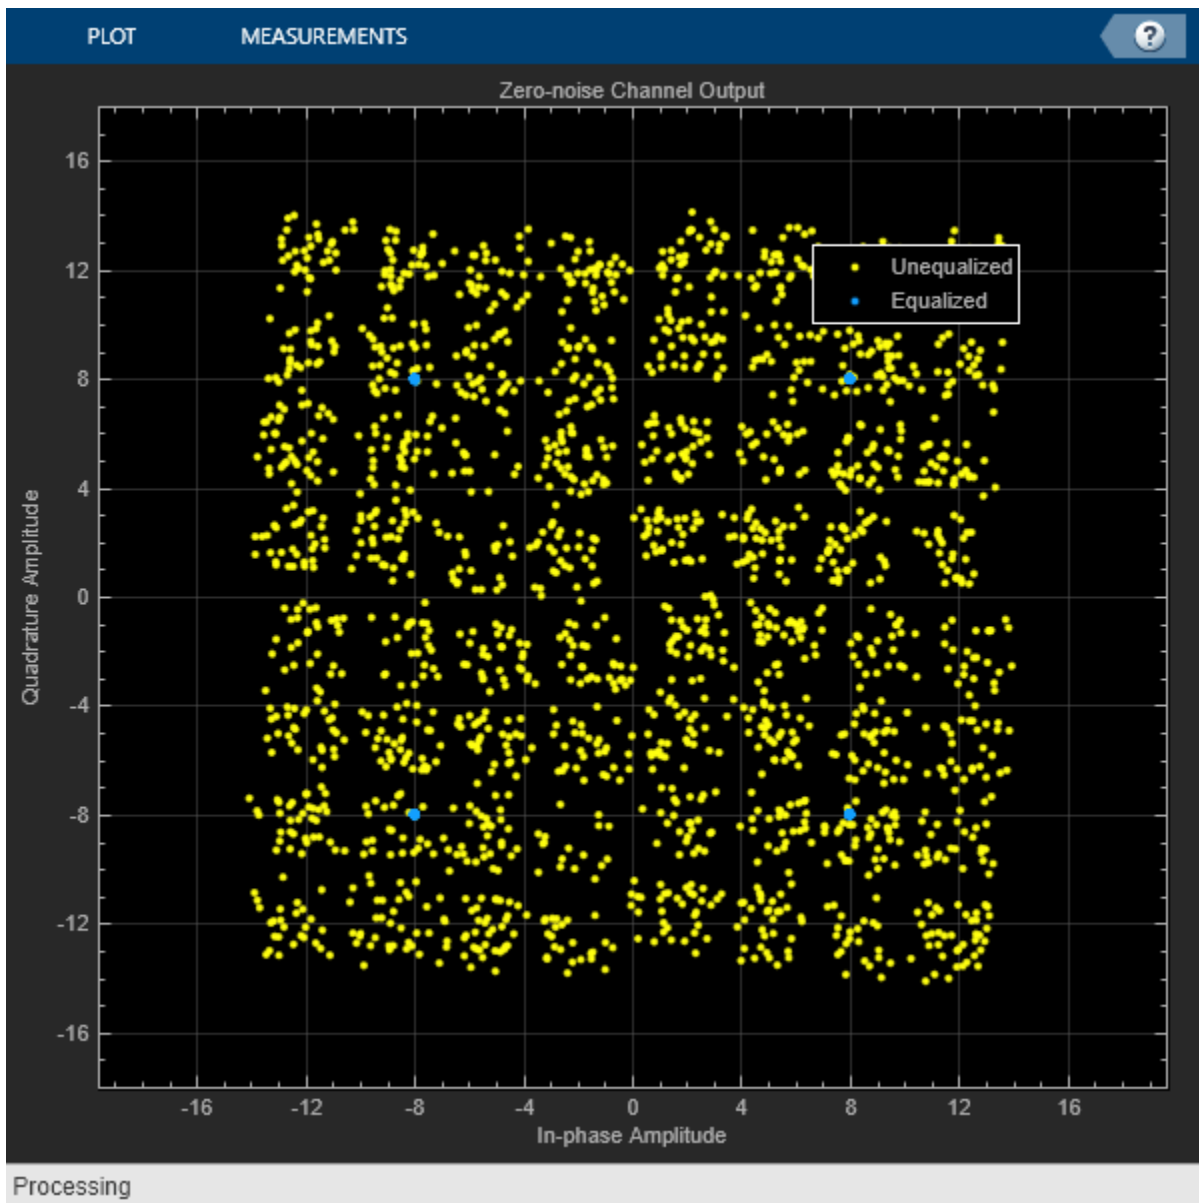 PLOT MEASUREMENTS ?
Zero-noise Channel Output
16
12
8
4
0
-4
-8
-12
-16
Quadrature Amplitude
Unequalized
Equalized
-16 -12 -8 -4 0 4 8 12 16
In-phase Amplitude
Processing